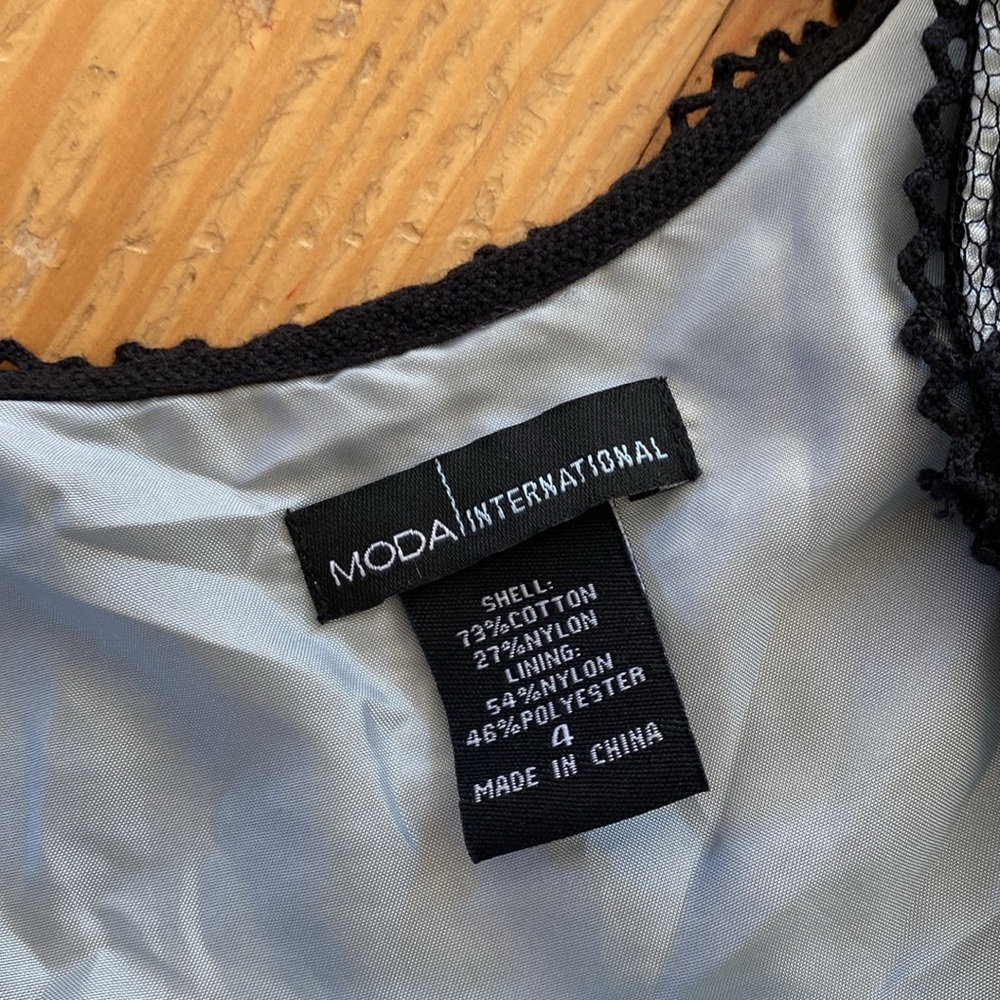 MODA INTERNATIONAL
SHELL:
73%COTTON
27%NYLON
LINING:
54%NYLON
46%POLYESTER
4
MADE IN CHINA